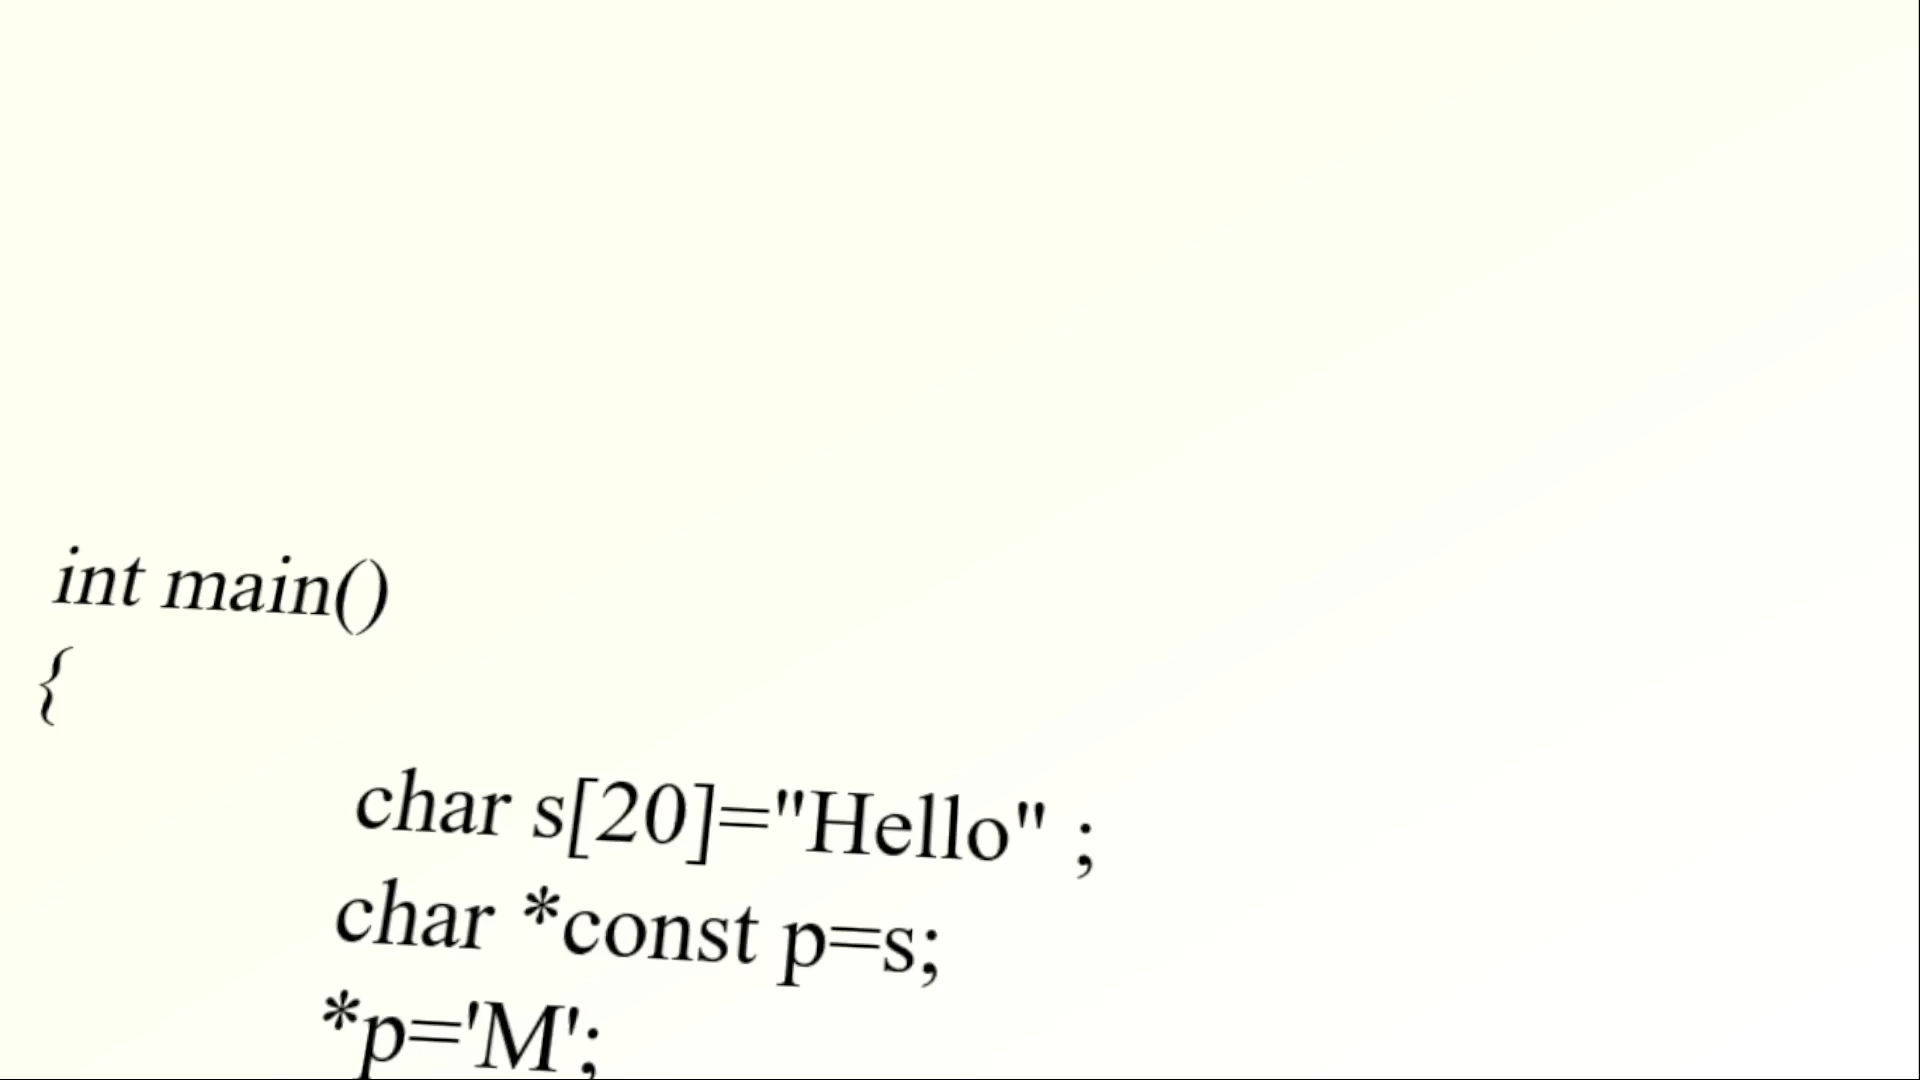 int main()
{
char s[20]="Hello" ;
char *const p=s;
*p='M';